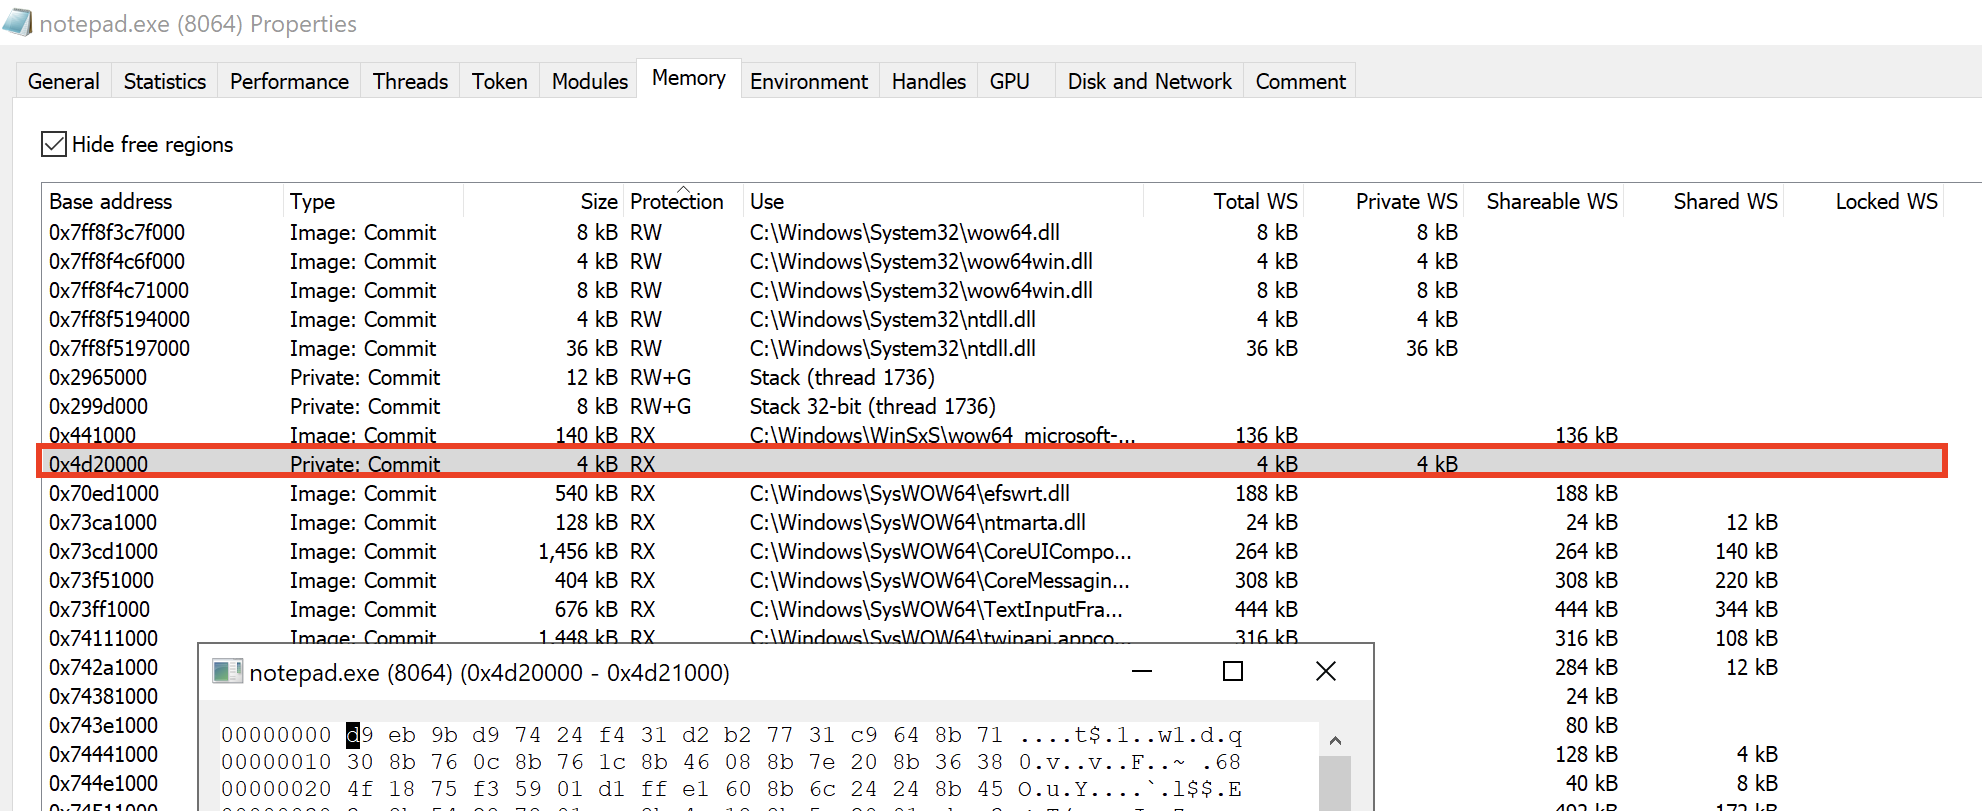 notepad.exe (8064) Properties
General Statistics Performance Threads Token Modules Memory Environment Handles GPU Disk and Network Comment
Hide free regions
Base address Type Size Protection Use Total WS Private WS Shareable WS Shared WS Locked WS
0x7ff8f3c7f000 Image: Commit 8 kB RW C:\Windows\System32\wow64.dll 8 kB 8 kB
0x7ff8f4c6f000 Image: Commit 4 kB RW C:\Windows\System32\wow64win.dll 4 kB 4 kB
0x7ff8f4c71000 Image: Commit 8 kB RW C:\Windows\System32\wow64win.dll 8 kB 8 kB
0x7ff8f5194000 Image: Commit 4 kB RW C:\Windows\System32\ntdll.dll 4 kB 4 kB
0x7ff8f5197000 Image: Commit 36 kB RW C:\Windows\System32\ntdll.dll 36 kB 36 kB
0x2965000 Private: Commit 12 kB RW+G Stack (thread 1736)
0x299d000 Private: Commit 8 kB RW+G Stack 32-bit (thread 1736)
0x441000 Image: Commit 140 kB RX C:\Windows\WinSxS\wow64_microsoft-... 136 kB 136 kB
0x4d20000 Private: Commit 4 kB RX 4 kB 4 kB
0x70ed1000 Image: Commit 540 kB RX C:\Windows\SysWOW64\efswrt.dll 188 kB 188 kB
0x73ca1000 Image: Commit 128 kB RX C:\Windows\SysWOW64\ntmarta.dll 24 kB 24 kB 12 kB
0x73cd1000 Image: Commit 1,456 kB RX C:\Windows\SysWOW64\CoreUICompo... 264 kB 264 kB 140 kB
0x73f51000 Image: Commit 404 kB RX C:\Windows\SysWOW64\CoreMessagin... 308 kB 308 kB 220 kB
0x73ff1000 Image: Commit 676 kB RX C:\Windows\SysWOW64\TextInputFra... 444 kB 444 kB 344 kB
0x74111000 Image: Commit 1,448 kB RX C:\Windows\SysWOW64\twinapi.appco... 316 kB 316 kB 108 kB
0x742a1000 284 kB 12 kB
0x74381000 24 kB
0x743e1000 80 kB
0x74441000 128 kB 4 kB
0x744e1000 40 kB 8 kB
notepad.exe (8064) (0x4d20000 - 0x4d21000)
00000000 d9 eb 9b d9 74 24 f4 31 d2 b2 77 31 c9 64 8b 71 ....t$.1..w1.d.q
00000010 30 8b 76 0c 8b 76 1c 8b 46 08 8b 7e 20 8b 36 38 0.v..v..F..~ .68
00000020 4f 18 75 f3 59 01 d1 ff e1 60 8b 6c 24 24 8b 45 O.u.Y....`.l$$.E